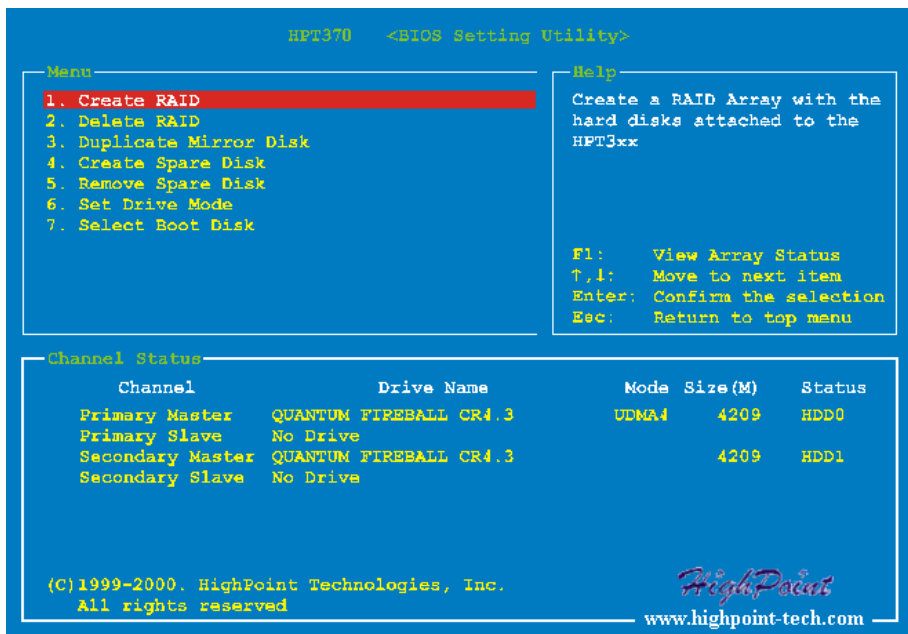 HPT370 <BIOS Setting Utility>
Menu
1. Create RAID
2. Delete RAID
3. Duplicate Mirror Disk
4. Create Spare Disk
5. Remove Spare Disk
6. Set Drive Mode
7. Select Boot Disk
Help
Create a RAID Array with the
hard disks attached to the
HPT3xx
F1: View Array Status
↑,↓: Move to next item
Enter: Confirm the selection
Esc: Return to top menu
Channel Status
Channel Drive Name Mode Size(M) Status
Primary Master QUANTUM FIREBALL CR4.3 UDMA4 4209 HDD0
Primary Slave No Drive
Secondary Master QUANTUM FIREBALL CR4.3 4209 HDD1
Secondary Slave No Drive
(C)1999-2000. HighPoint Technologies, Inc.
All rights reserved
HighPoint
www.highpoint-tech.com